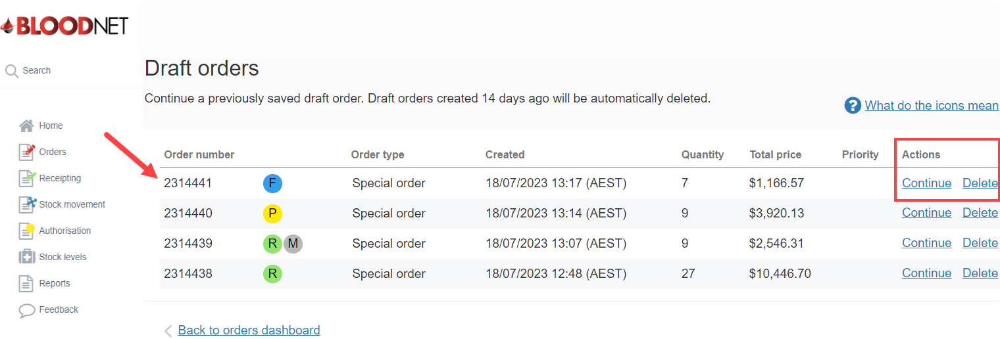 BLOODNET
Search
Home
Orders
Receipting
Stock movement
Authorisation
Stock levels
Reports
Feedback
Draft orders
Continue a previously saved draft order. Draft orders created 14 days ago will be automatically deleted.
? What do the icons mean
Order number Order type Created Quantity Total price Priority Actions
2314441 F Special order 18/07/2023 13:17 (AEST) 7 $1,166.57 Continue Delete
2314440 P Special order 18/07/2023 13:14 (AEST) 9 $3,920.13 Continue Delete
2314439 R M Special order 18/07/2023 13:07 (AEST) 9 $2,546.31 Continue Delete
2314438 R Special order 18/07/2023 12:48 (AEST) 27 $10,446.70 Continue Delete
Back to orders dashboard